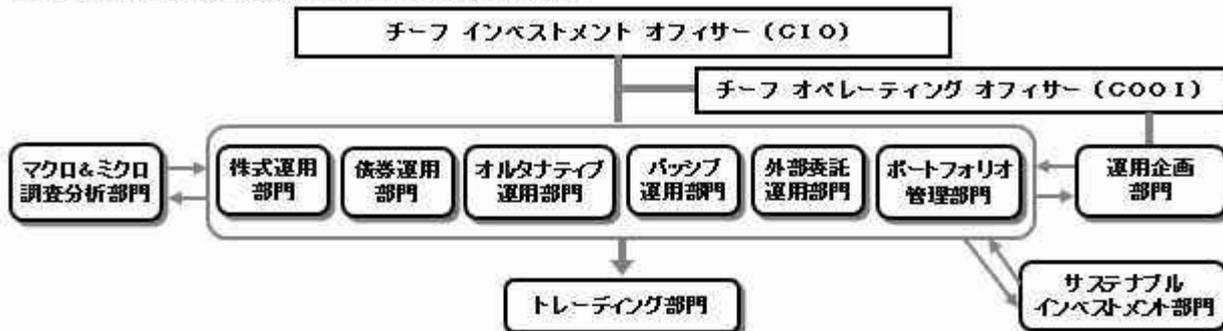 チーフ インベストメント オフィサー (CIO)
チーフ オペレーティング オフィサー (COOI)
マクロ&ミクロ
調査分析部門
株式運用
部門
債券運用
部門
オルタナティブ
運用部門
パッシブ
運用部門
外部委託
運用部門
ポートフォリオ
管理部門
運用企画
部門
トレーディング部門
サステナブル
インベストメント部門